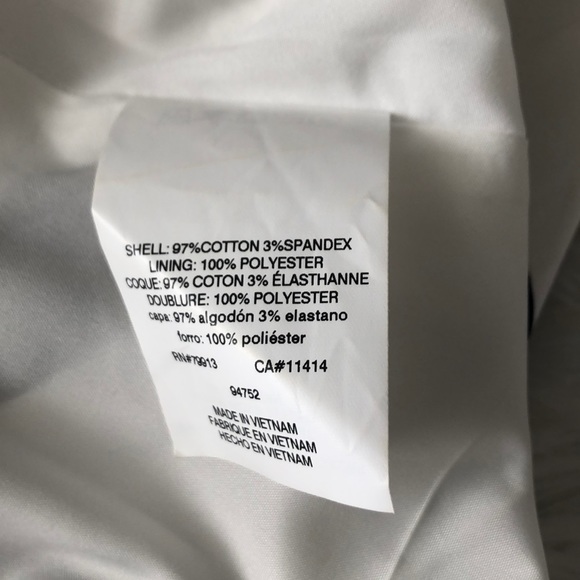 SHELL: 97%COTTON 3%SPANDEX
LINING: 100% POLYESTER
COQUE: 97% COTON 3% ÉLASTHANNE
DOUBLURE: 100% POLYESTER
capa: 97% algodón 3% elastano
forro: 100% poliéster
RN#79913 CA#11414
94752
MADE IN VIETNAM
FABRIQUE EN VIETNAM
HECHO EN VIETNAM